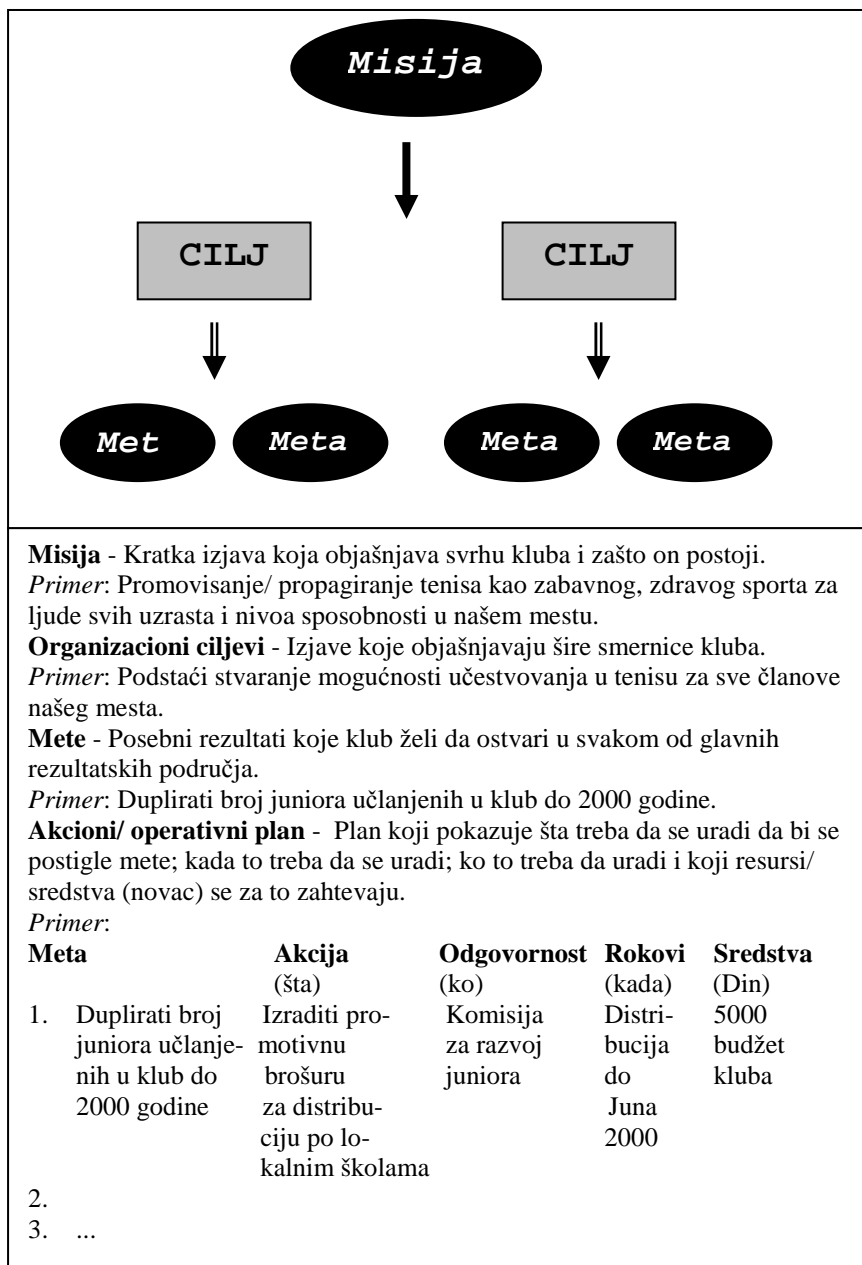 Misija
CILJ CILJ
Met Meta Meta Meta
Misija - Kratka izjava koja objašnjava svrhu kluba i zašto on postoji.
Primer: Promovisanje/ propagiranje tenisa kao zabavnog, zdravog sporta za
ljude svih uzrasta i nivoa sposobnosti u našem mestu.
Organizacioni ciljevi - Izjave koje objašnjavaju šire smernice kluba.
Primer: Podstaći stvaranje mogućnosti učestvovanja u tenisu za sve članove
našeg mesta.
Mete - Posebni rezultati koje klub želi da ostvari u svakom od glavnih
rezultatskih područja.
Primer: Duplirati broj juniora učlanjenih u klub do 2000 godine.
Akcioni/ operativni plan - Plan koji pokazuje šta treba da se uradi da bi se
postigle mete; kada to treba da se uradi; ko to treba da uradi i koji resursi/
sredstva (novac) se za to zahtevaju.
Primer:
Meta Akcija Odgovornost Rokovi Sredstva
(šta) (ko) (kada) (Din)
1. Duplirati broj Izraditi pro- Komisija Distri- 5000
juniora učlanje- motivnu za razvoj bucija budžet
nih u klub do brošuru juniora do kluba
2000 godine za distribu- Juna
ciju po lo- 2000
kalnim školama
2.
3. ...